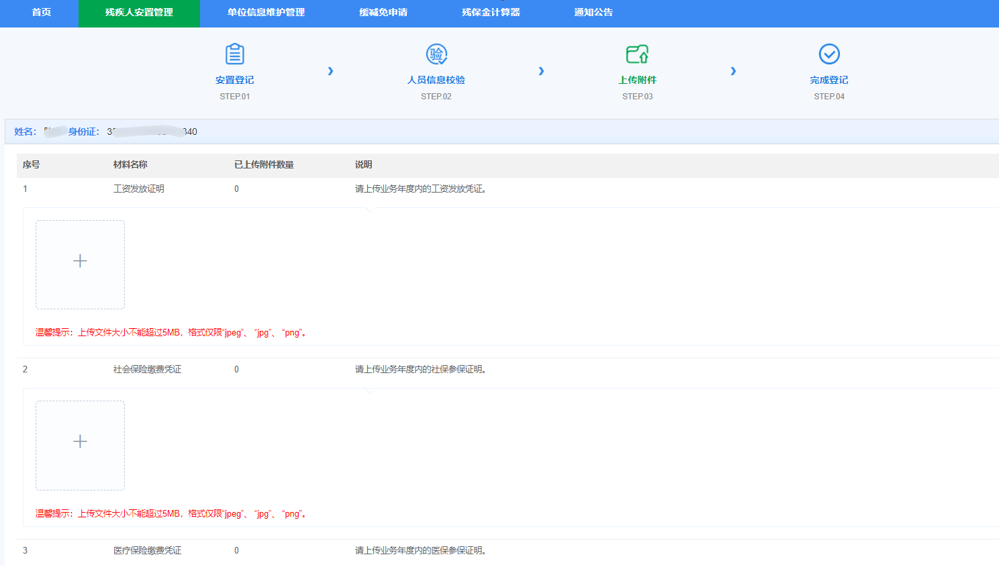 首页 残疾人安置管理 单位信息维护管理 缓减免申请 残保金计算器 通知公告
验
安置登记 人员信息校验 上传附件 完成登记
STEP.01 STEP.02 STEP.03 STEP.04
姓名： 身份证： 3 340
序号 材料名称 已上传附件数量 说明
1 工资发放证明 0 请上传业务年度内的工资发放凭证。
温馨提示：上传文件大小不能超过5MB，格式仅限“jpeg”、“jpg”、“png”。
2 社会保险缴费凭证 0 请上传业务年度内的社保参保证明。
温馨提示：上传文件大小不能超过5MB，格式仅限“jpeg”、“jpg”、“png”。
3 医疗保险缴费凭证 0 请上传业务年度内的医保参保证明。